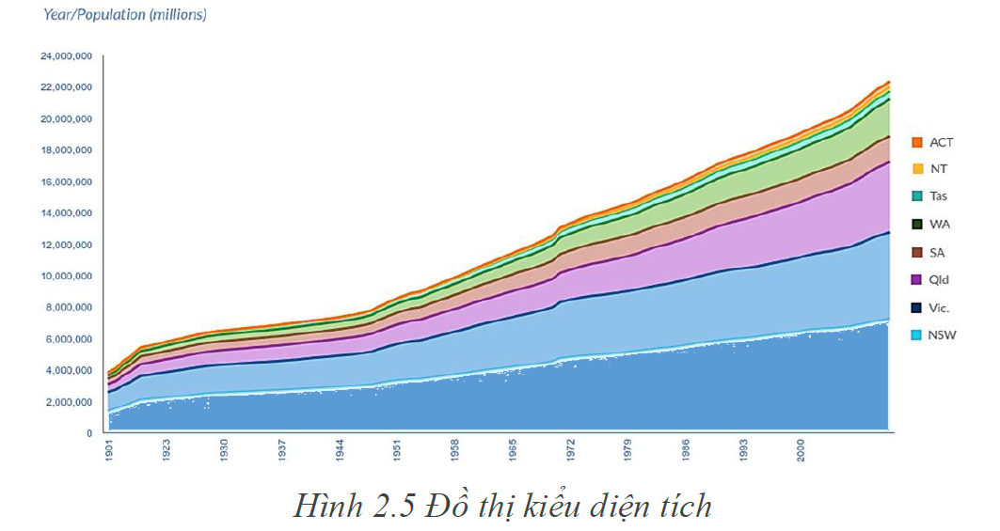 Year/Population (millions)
24,000,000
22,000,000
20,000,000
18,000,000
16,000,000
14,000,000
12,000,000
10,000,000
8,000,000
6,000,000
4,000,000
2,000,000
0
1901
1923
1930
1937
1944
1951
1958
1965
1972
1979
1986
1993
2000
ACT
NT
Tas
WA
SA
Qld
Vic.
NSW
Hình 2.5 Đồ thị kiểu diện tích